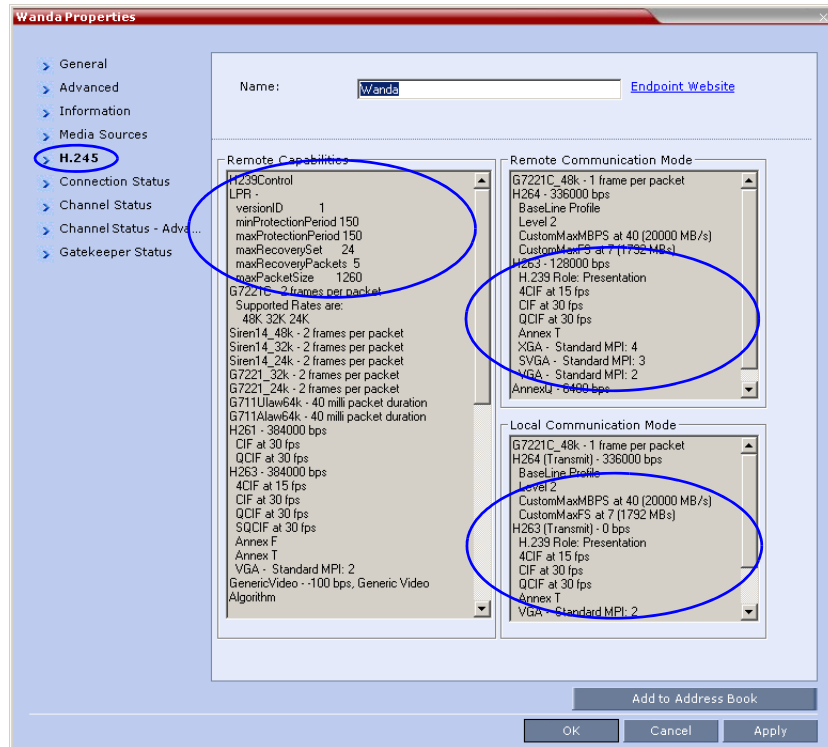 Wanda Properties
General
Advanced
Information
Media Sources
H.245
Connection Status
Channel Status
Channel Status - Adva...
Gatekeeper Status
Name:
Wanda
Endpoint Website
Remote Capabilities
H239Control
LPR -
versionID 1
minProtectionPeriod 150
maxProtectionPeriod 150
maxRecoverySet 24
maxRecoveryPackets 5
maxPacketSize 1260
G7221C - 2 frames per packet
Supported Rates are:
48K 32K 24K
Siren14_48k - 2 frames per packet
Siren14_32k - 2 frames per packet
Siren14_24k - 2 frames per packet
G7221_32k - 2 frames per packet
G7221_24k - 2 frames per packet
G711Ulaw64k - 40 milli packet duration
G711Alaw64k - 40 milli packet duration
H261 - 384000 bps
CIF at 30 fps
QCIF at 30 fps
H263 - 384000 bps
4CIF at 15 fps
CIF at 30 fps
QCIF at 30 fps
SQCIF at 30 fps
Annex F
Annex T
VGA - Standard MPI: 2
GenericVideo - -100 bps, Generic Video
Algorithm
Remote Communication Mode
G7221C_48k - 1 frame per packet
H264 - 336000 bps
BaseLine Profile
Level 2
CustomMaxMBPS at 40 (20000 MB/s)
CustomMaxFS at 7 (1792 MBs)
H263 - 128000 bps
H.239 Role: Presentation
4CIF at 15 fps
CIF at 30 fps
QCIF at 30 fps
Annex T
XGA - Standard MPI: 4
SVGA - Standard MPI: 3
VGA - Standard MPI: 2
AnnexQ - 6400 bps
Local Communication Mode
G7221C_48k - 1 frame per packet
H264 (Transmit) - 336000 bps
BaseLine Profile
Level 2
CustomMaxMBPS at 40 (20000 MB/s)
CustomMaxFS at 7 (1792 MBs)
H263 (Transmit) - 0 bps
H.239 Role: Presentation
4CIF at 15 fps
CIF at 30 fps
QCIF at 30 fps
Annex T
VGA - Standard MPI: 2
Add to Address Book
OK
Cancel
Apply